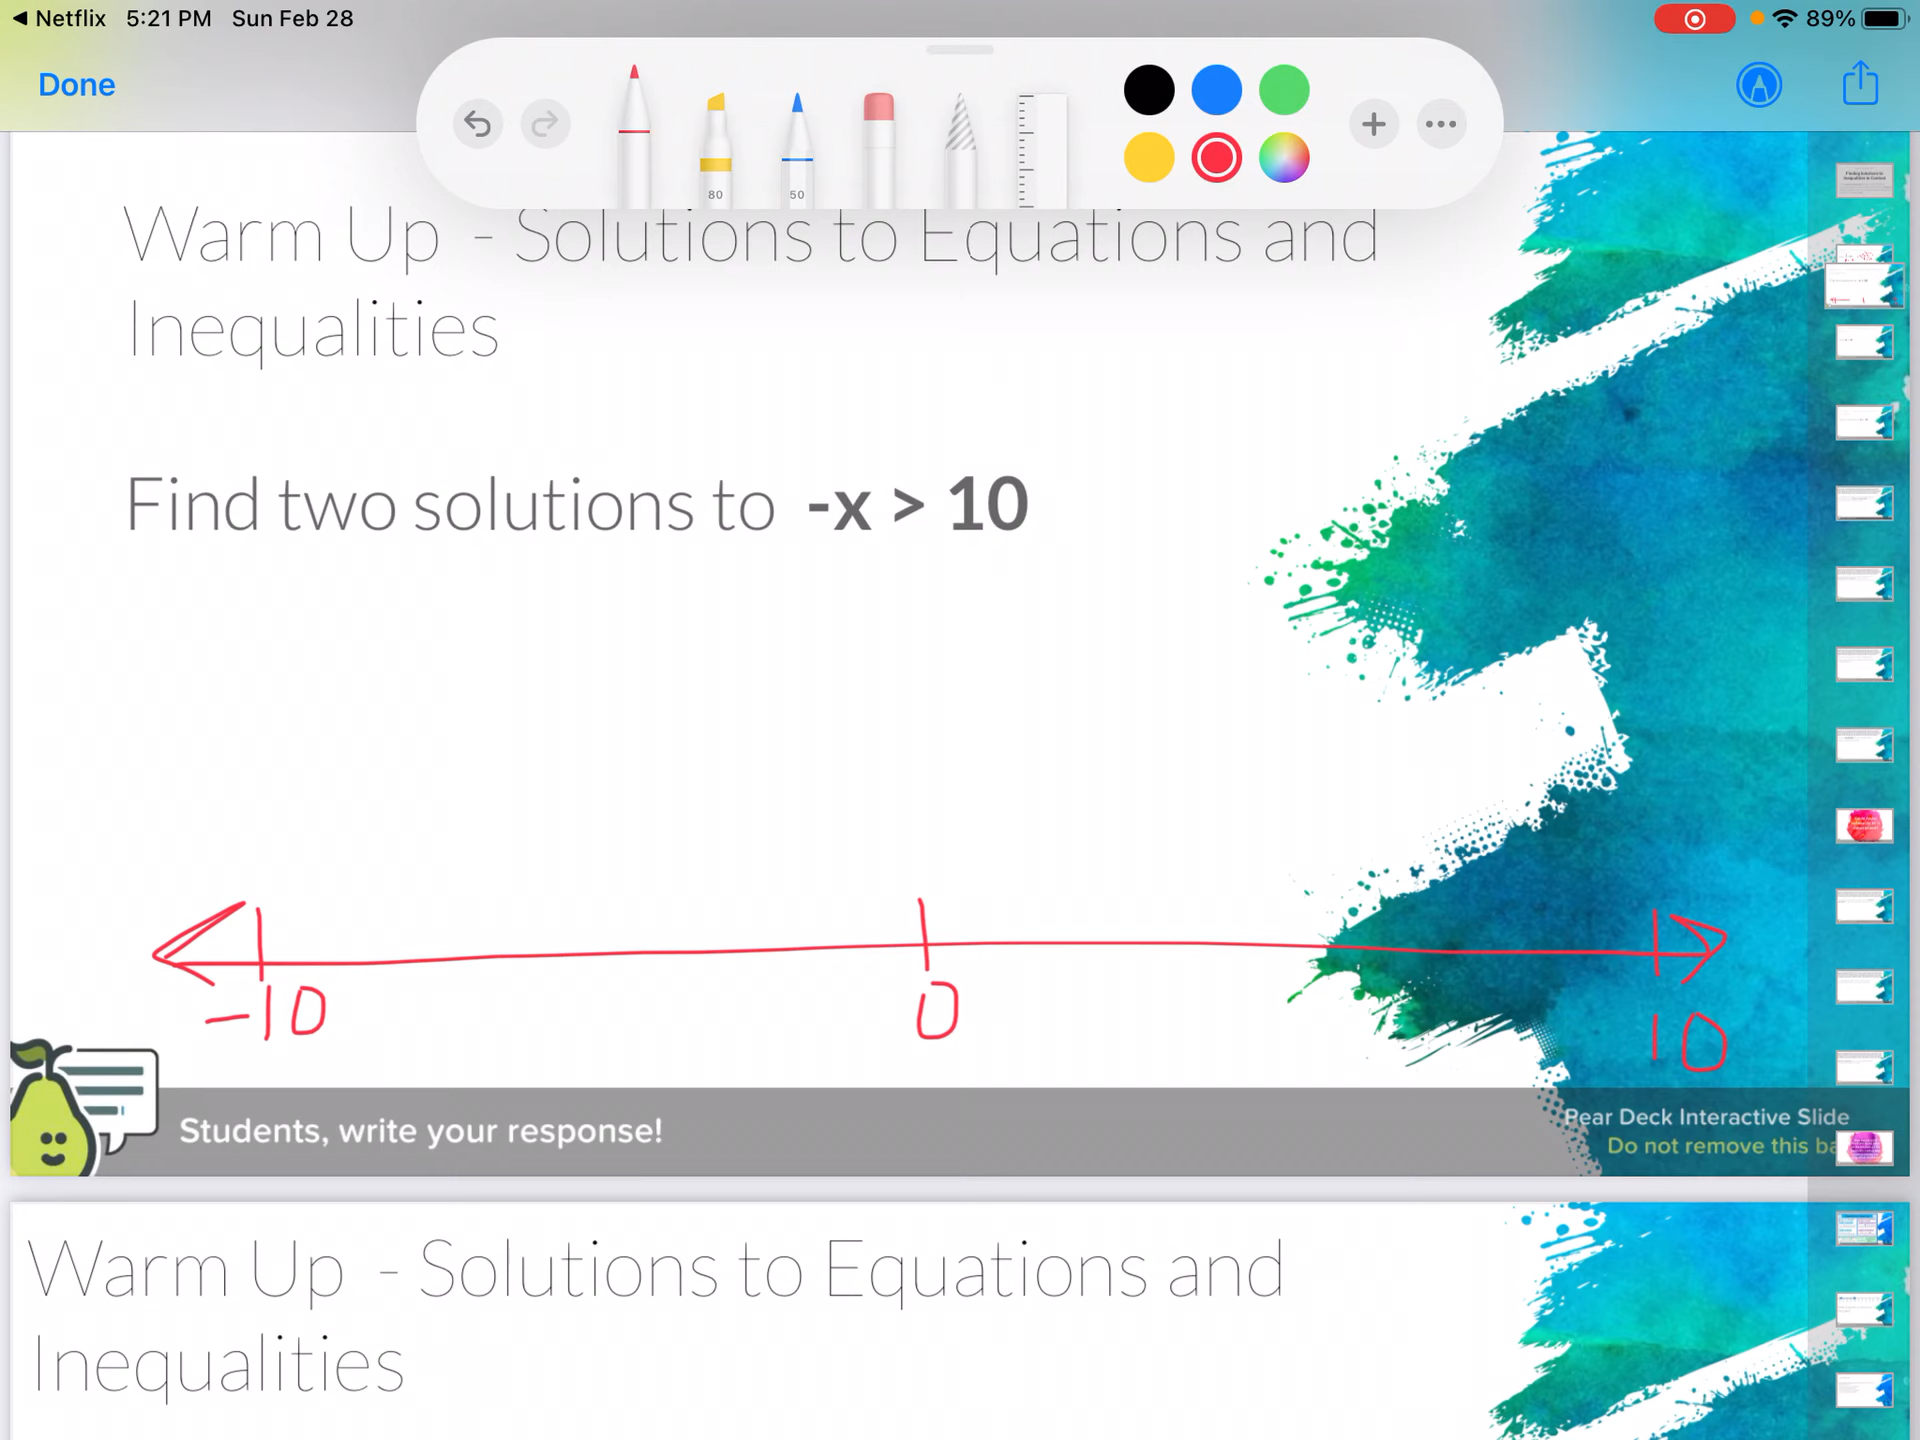 Netflix 5:21 PM Sun Feb 28
89%
Done
80
50
Warm Up - Solutions to Equations and
Inequalities
Find two solutions to -x > 10
-10
0
10
Students, write your response!
Pear Deck Interactive Slide
Do not remove this ba
Warm Up - Solutions to Equations and
Inequalities